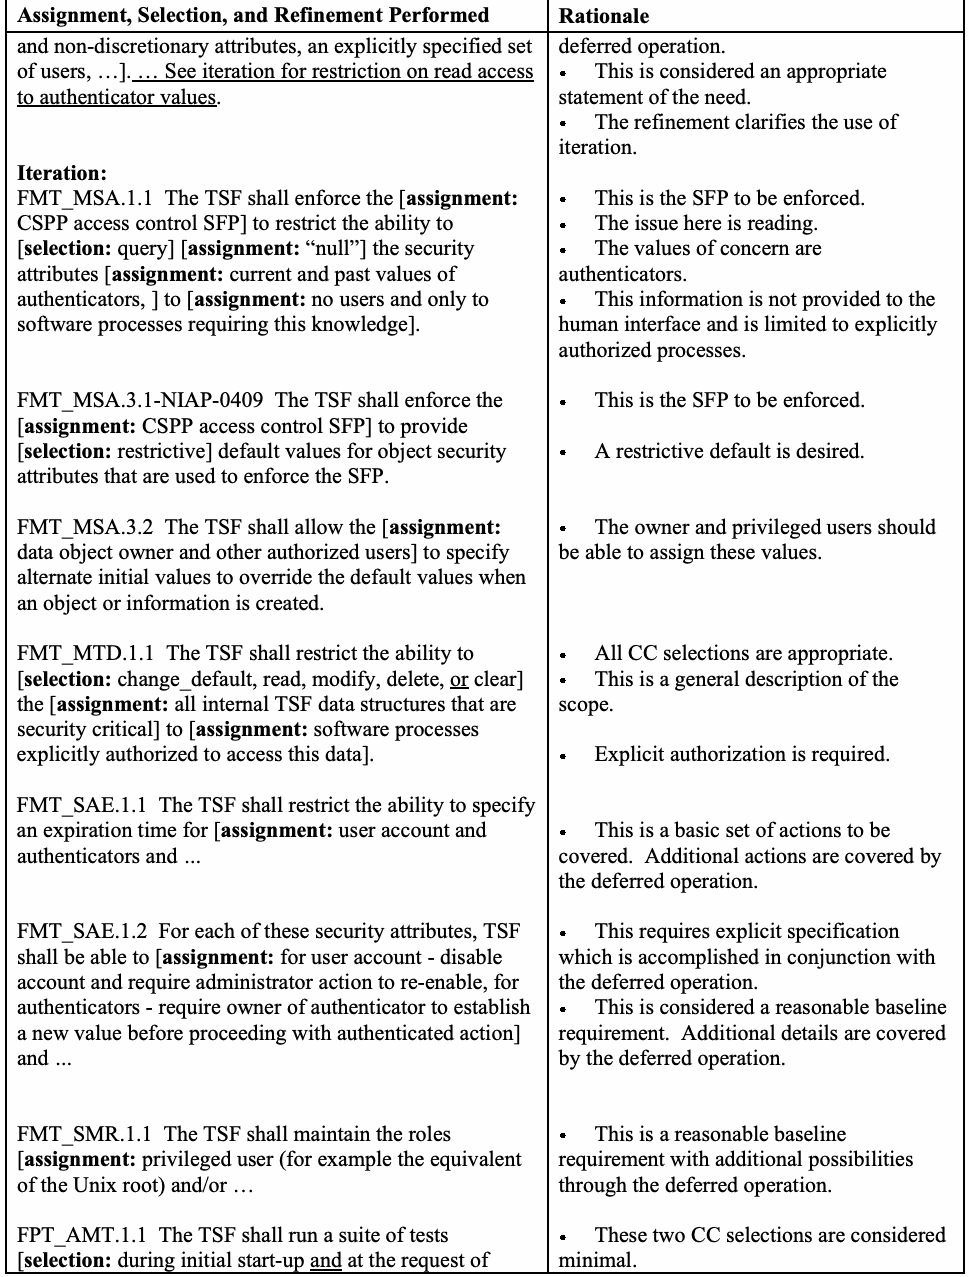 Assignment, Selection, and Refinement Performed
Rationale
and non-discretionary attributes, an explicitly specified set
of users, …]. … See iteration for restriction on read access
to authenticator values.
deferred operation.
• This is considered an appropriate
statement of the need.
• The refinement clarifies the use of
iteration.
Iteration:
FMT_MSA.1.1 The TSF shall enforce the [assignment:
CSPP access control SFP] to restrict the ability to
[selection: query] [assignment: “null”] the security
attributes [assignment: current and past values of
authenticators, ] to [assignment: no users and only to
software processes requiring this knowledge].
• This is the SFP to be enforced.
• The issue here is reading.
• The values of concern are
authenticators.
• This information is not provided to the
human interface and is limited to explicitly
authorized processes.
FMT_MSA.3.1-NIAP-0409 The TSF shall enforce the
[assignment: CSPP access control SFP] to provide
[selection: restrictive] default values for object security
attributes that are used to enforce the SFP.
• This is the SFP to be enforced.
• A restrictive default is desired.
FMT_MSA.3.2 The TSF shall allow the [assignment:
data object owner and other authorized users] to specify
alternate initial values to override the default values when
an object or information is created.
• The owner and privileged users should
be able to assign these values.
FMT_MTD.1.1 The TSF shall restrict the ability to
[selection: change_default, read, modify, delete, or clear]
the [assignment: all internal TSF data structures that are
security critical] to [assignment: software processes
explicitly authorized to access this data].
• All CC selections are appropriate.
• This is a general description of the
scope.
• Explicit authorization is required.
FMT_SAE.1.1 The TSF shall restrict the ability to specify
an expiration time for [assignment: user account and
authenticators and ...
• This is a basic set of actions to be
covered. Additional actions are covered by
the deferred operation.
FMT_SAE.1.2 For each of these security attributes, TSF
shall be able to [assignment: for user account - disable
account and require administrator action to re-enable, for
authenticators - require owner of authenticator to establish
a new value before proceeding with authenticated action]
and ...
• This requires explicit specification
which is accomplished in conjunction with
the deferred operation.
• This is considered a reasonable baseline
requirement. Additional details are covered
by the deferred operation.
FMT_SMR.1.1 The TSF shall maintain the roles
[assignment: privileged user (for example the equivalent
of the Unix root) and/or …
• This is a reasonable baseline
requirement with additional possibilities
through the deferred operation.
FPT_AMT.1.1 The TSF shall run a suite of tests
[selection: during initial start-up and at the request of
• These two CC selections are considered
minimal.